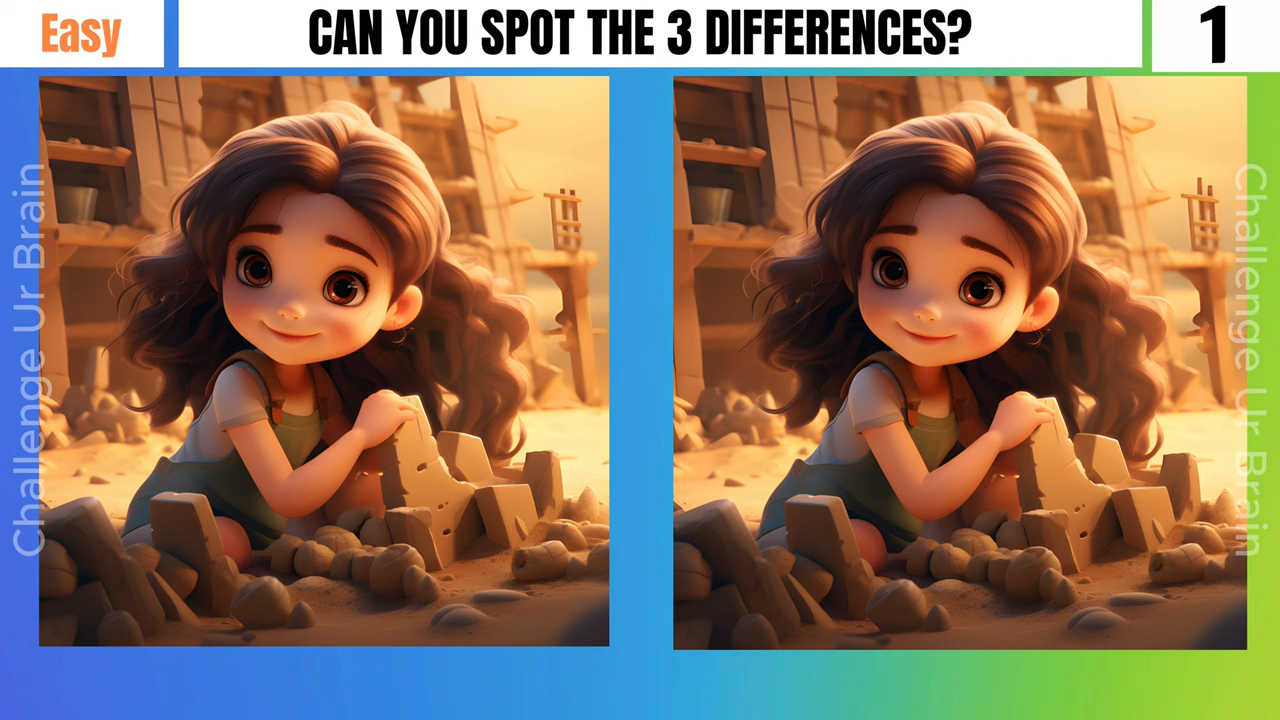 Easy
CAN YOU SPOT THE 3 DIFFERENCES?
1
Challenge Ur Brain
Challenge Ur Brain